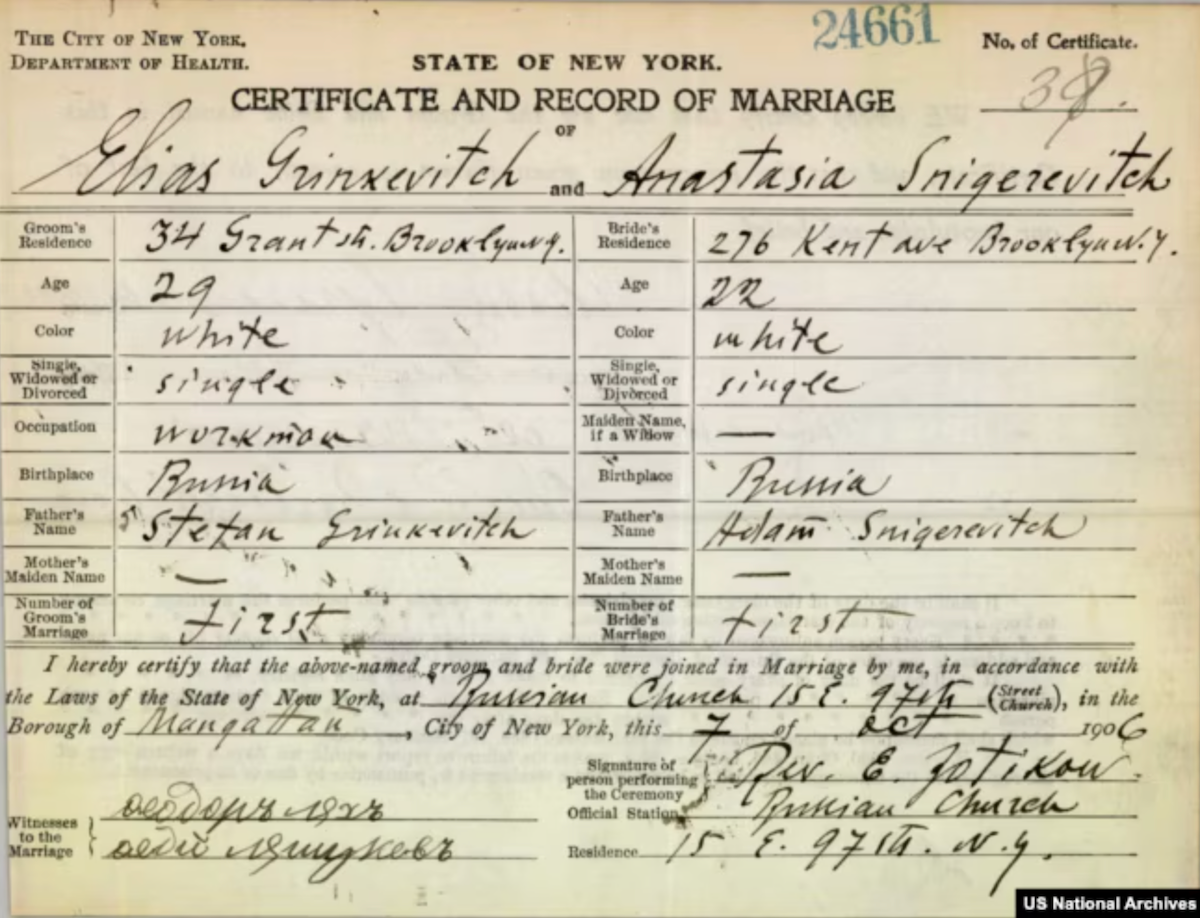 THE CITY OF NEW YORK.
DEPARTMENT OF HEALTH.
24661
No. of Certificate.
STATE OF NEW YORK.
CERTIFICATE AND RECORD OF MARRIAGE
OF
Elias Grinkevitch and Anastasia Snigerevitch
Groom's Residence 34 Grant str. Brooklyn N.Y. Bride's Residence 276 Kent ave Brooklyn N.Y.
Age 29 Age 22
Color white Color white
Single, Widowed or Divorced single Single, Widowed or Divorced single
Occupation workman Maiden Name, if a Widow —
Birthplace Russia Birthplace Russia
Father's Name Stefan Grinkevitch Father's Name Adam Snigerevitch
Mother's Maiden Name — Mother's Maiden Name —
Number of Groom's Marriage first Number of Bride's Marriage first
I hereby certify that the above-named groom and bride were joined in Marriage by me, in accordance with
the Laws of the State of New York, at Russian Church 15 E. 97th (Street Church), in the
Borough of Mangattan, City of New York, this 7 of oct 1906
Signature of person performing the Ceremony Rev. E. Zotikow.
Official Station Russian Church
Witnesses to the Marriage
Ѳеодоръ Ляхъ
Residence 15 E. 97th. N.Y.
US National Archives